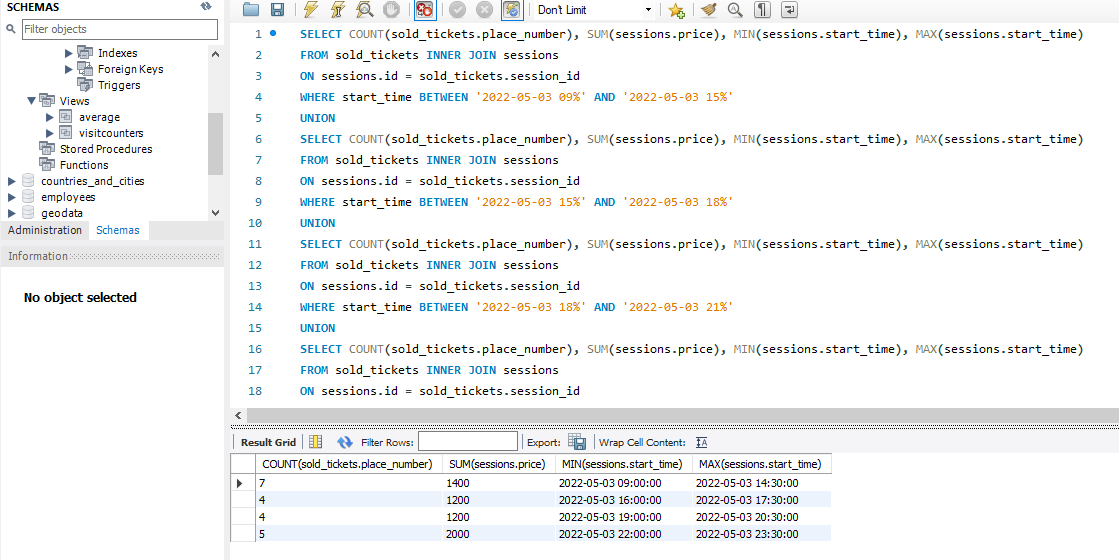 SCHEMAS
Filter objects
Indexes
Foreign Keys
Triggers
Views
average
visitcounters
Stored Procedures
Functions
countries_and_cities
employees
geodata
Administration Schemas
Information
No object selected
Don't Limit
1 SELECT COUNT(sold_tickets.place_number), SUM(sessions.price), MIN(sessions.start_time), MAX(sessions.start_time)
2 FROM sold_tickets INNER JOIN sessions
3 ON sessions.id = sold_tickets.session_id
4 WHERE start_time BETWEEN '2022-05-03 09%' AND '2022-05-03 15%'
5 UNION
6 SELECT COUNT(sold_tickets.place_number), SUM(sessions.price), MIN(sessions.start_time), MAX(sessions.start_time)
7 FROM sold_tickets INNER JOIN sessions
8 ON sessions.id = sold_tickets.session_id
9 WHERE start_time BETWEEN '2022-05-03 15%' AND '2022-05-03 18%'
10 UNION
11 SELECT COUNT(sold_tickets.place_number), SUM(sessions.price), MIN(sessions.start_time), MAX(sessions.start_time)
12 FROM sold_tickets INNER JOIN sessions
13 ON sessions.id = sold_tickets.session_id
14 WHERE start_time BETWEEN '2022-05-03 18%' AND '2022-05-03 21%'
15 UNION
16 SELECT COUNT(sold_tickets.place_number), SUM(sessions.price), MIN(sessions.start_time), MAX(sessions.start_time)
17 FROM sold_tickets INNER JOIN sessions
18 ON sessions.id = sold_tickets.session_id
Result Grid Filter Rows: Export: Wrap Cell Content:
COUNT(sold_tickets.place_number) SUM(sessions.price) MIN(sessions.start_time) MAX(sessions.start_time)
7 1400 2022-05-03 09:00:00 2022-05-03 14:30:00
4 1200 2022-05-03 16:00:00 2022-05-03 17:30:00
4 1200 2022-05-03 19:00:00 2022-05-03 20:30:00
5 2000 2022-05-03 22:00:00 2022-05-03 23:30:00